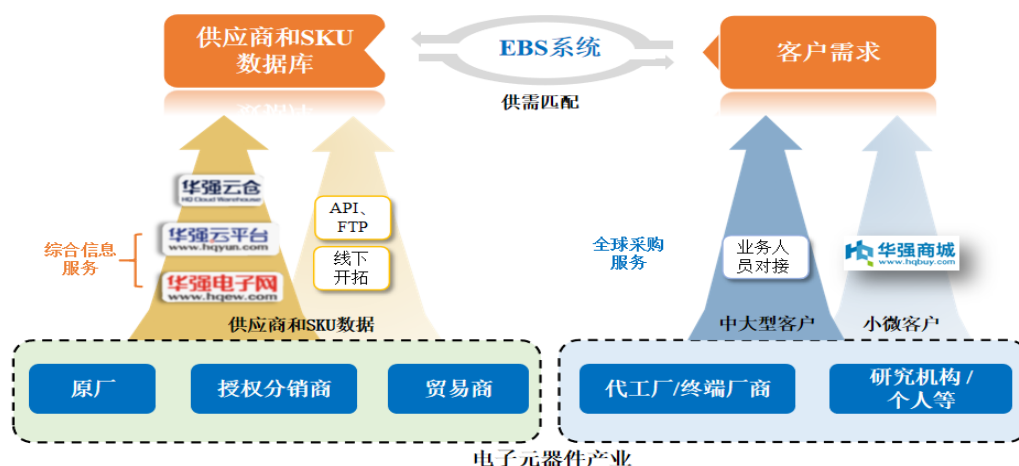 供应商和SKU
数据库
EBS系统
供需匹配
客户需求
华强云仓
HQ Cloud Warehouse
华强云平台
www.hqyun.com
华强电子网
www.hqew.com
综合信息
服务
API、
FTP
线下
开拓
供应商和SKU数据
全球采购
服务
业务人
员对接
华强商城
www.hqbuy.com
中大型客户
小微客户
原厂
授权分销商
贸易商
代工厂/终端厂商
研究机构/
个人等
电子元器件产业